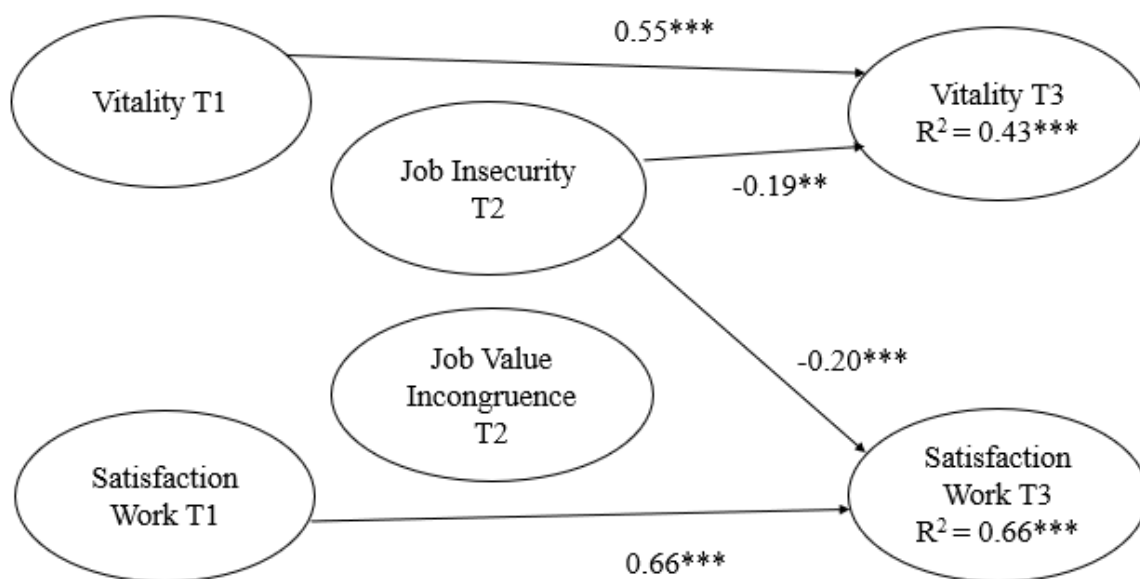 0.55***
Vitality T1
Vitality T3
R² = 0.43***
Job Insecurity
T2
-0.19**
Job Value
Incongruence
T2
-0.20***
Satisfaction
Work T1
Satisfaction
Work T3
R² = 0.66***
0.66***